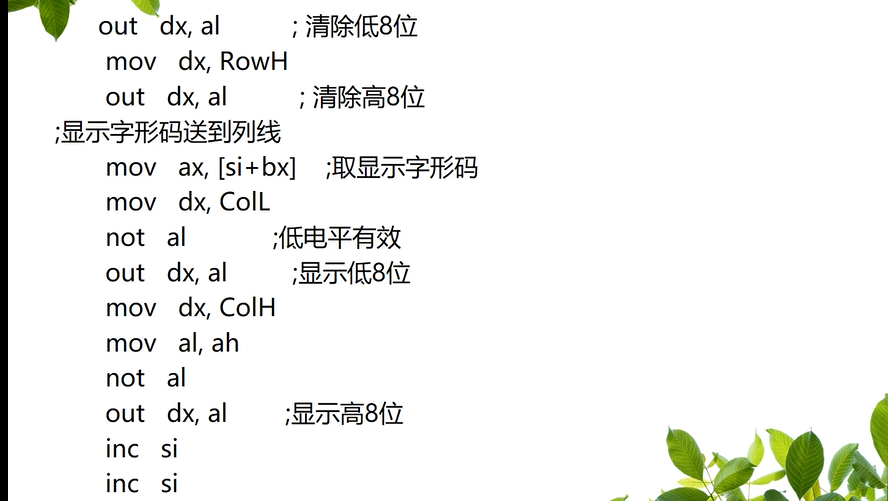 out dx, al ; 清除低8位
mov dx, RowH
out dx, al ; 清除高8位
;显示字形码送到列线
mov ax, [si+bx] ;取显示字形码
mov dx, ColL
not al ;低电平有效
out dx, al ;显示低8位
mov dx, ColH
mov al, ah
not al
out dx, al ;显示高8位
inc si
inc si